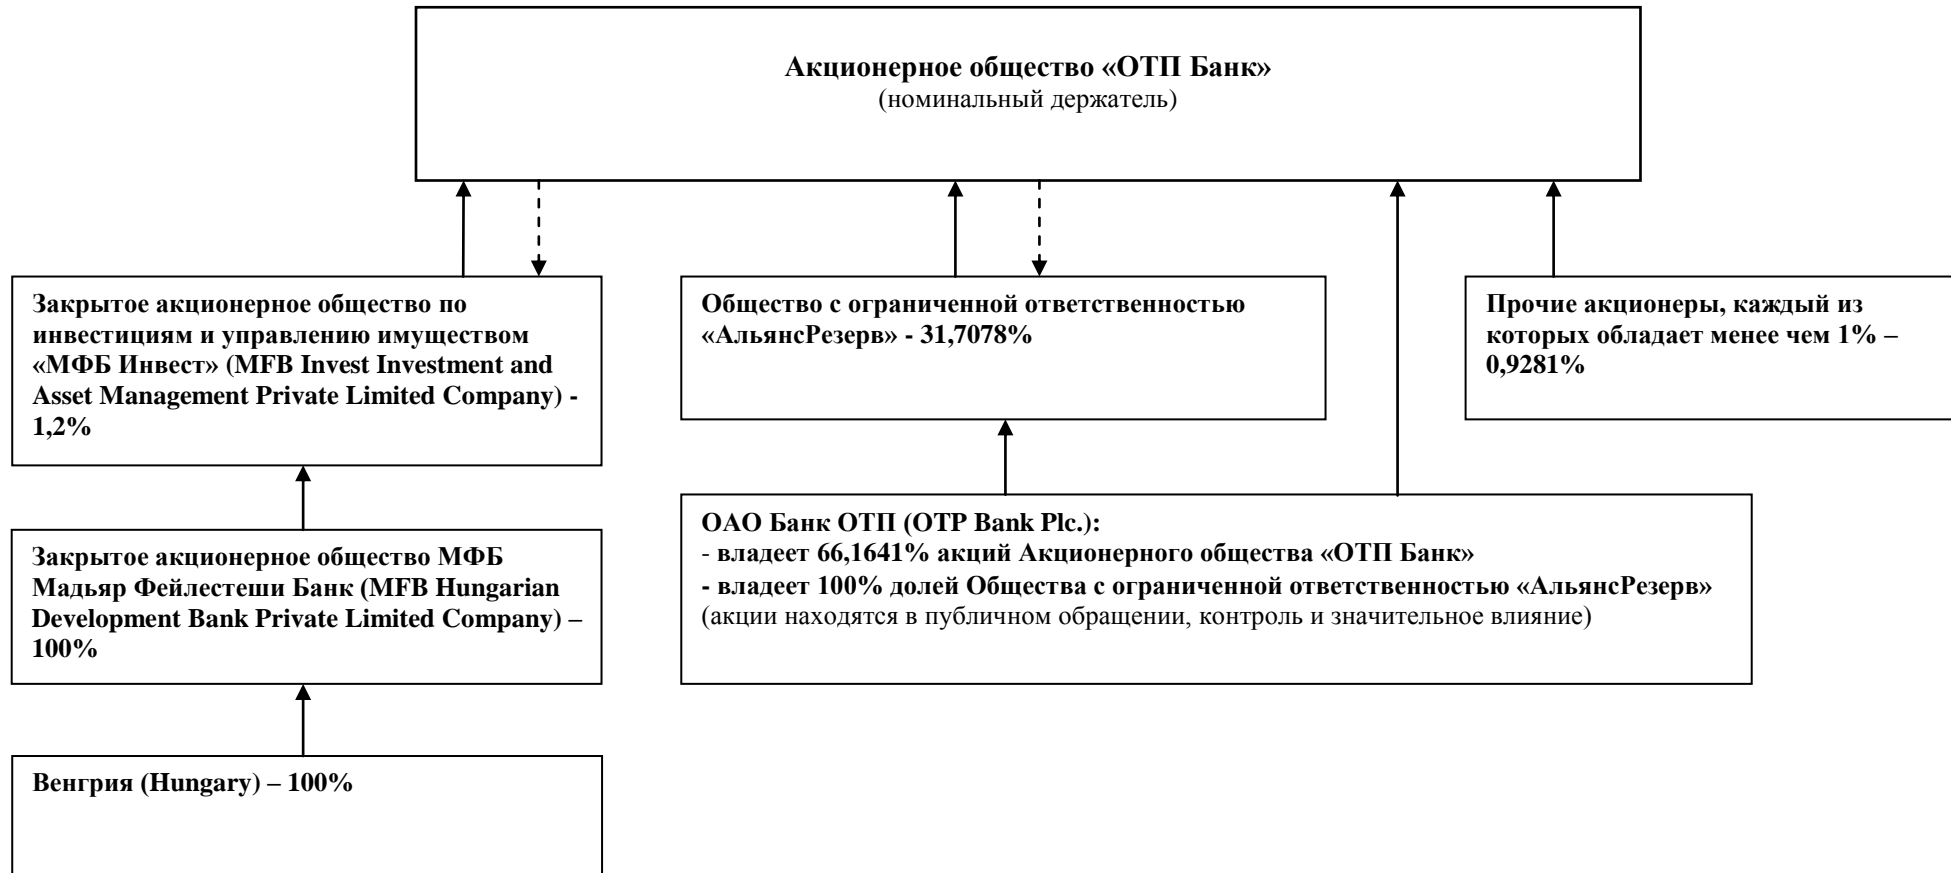 Акционерное общество «ОТП Банк»
(номинальный держатель)
Закрытое акционерное общество по
инвестициям и управлению имуществом
«МФБ Инвест» (MFB Invest Investment and
Asset Management Private Limited Company) -
1,2%
Общество с ограниченной ответственностью
«АльянсРезерв» - 31,7078%
Прочие акционеры, каждый из
которых обладает менее чем 1% –
0,9281%
Закрытое акционерное общество МФБ
Мадьяр Фейлестеши Банк (MFB Hungarian
Development Bank Private Limited Company) –
100%
ОАО Банк ОТП (OTP Bank Plc.):
- владеет 66,1641% акций Акционерного общества «ОТП Банк»
- владеет 100% долей Общества с ограниченной ответственностью «АльянсРезерв»
(акции находятся в публичном обращении, контроль и значительное влияние)
Венгрия (Hungary) – 100%